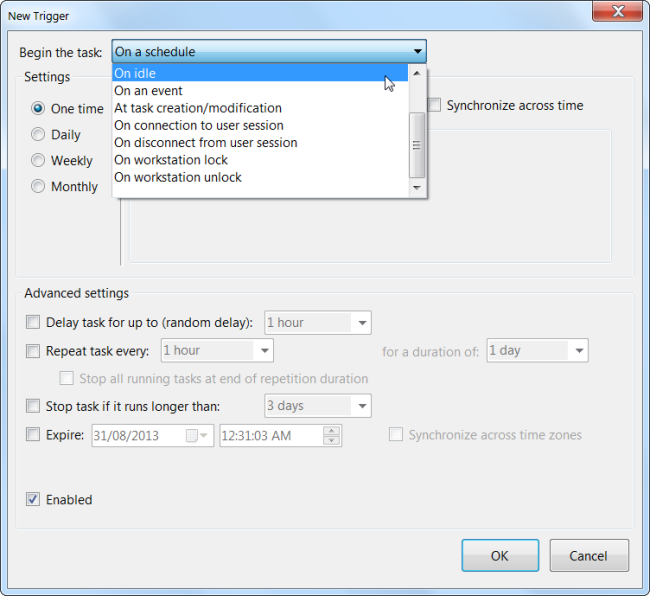 New Trigger
Begin the task: On a schedule
Settings
On idle
On an event
One time At task creation/modification Synchronize across time
On connection to user session
Daily On disconnect from user session
Weekly On workstation lock
On workstation unlock
Monthly
Advanced settings
Delay task for up to (random delay): 1 hour
Repeat task every: 1 hour for a duration of: 1 day
Stop all running tasks at end of repetition duration
Stop task if it runs longer than: 3 days
Expire: 31/08/2013 12:31:03 AM Synchronize across time zones
Enabled
OK Cancel